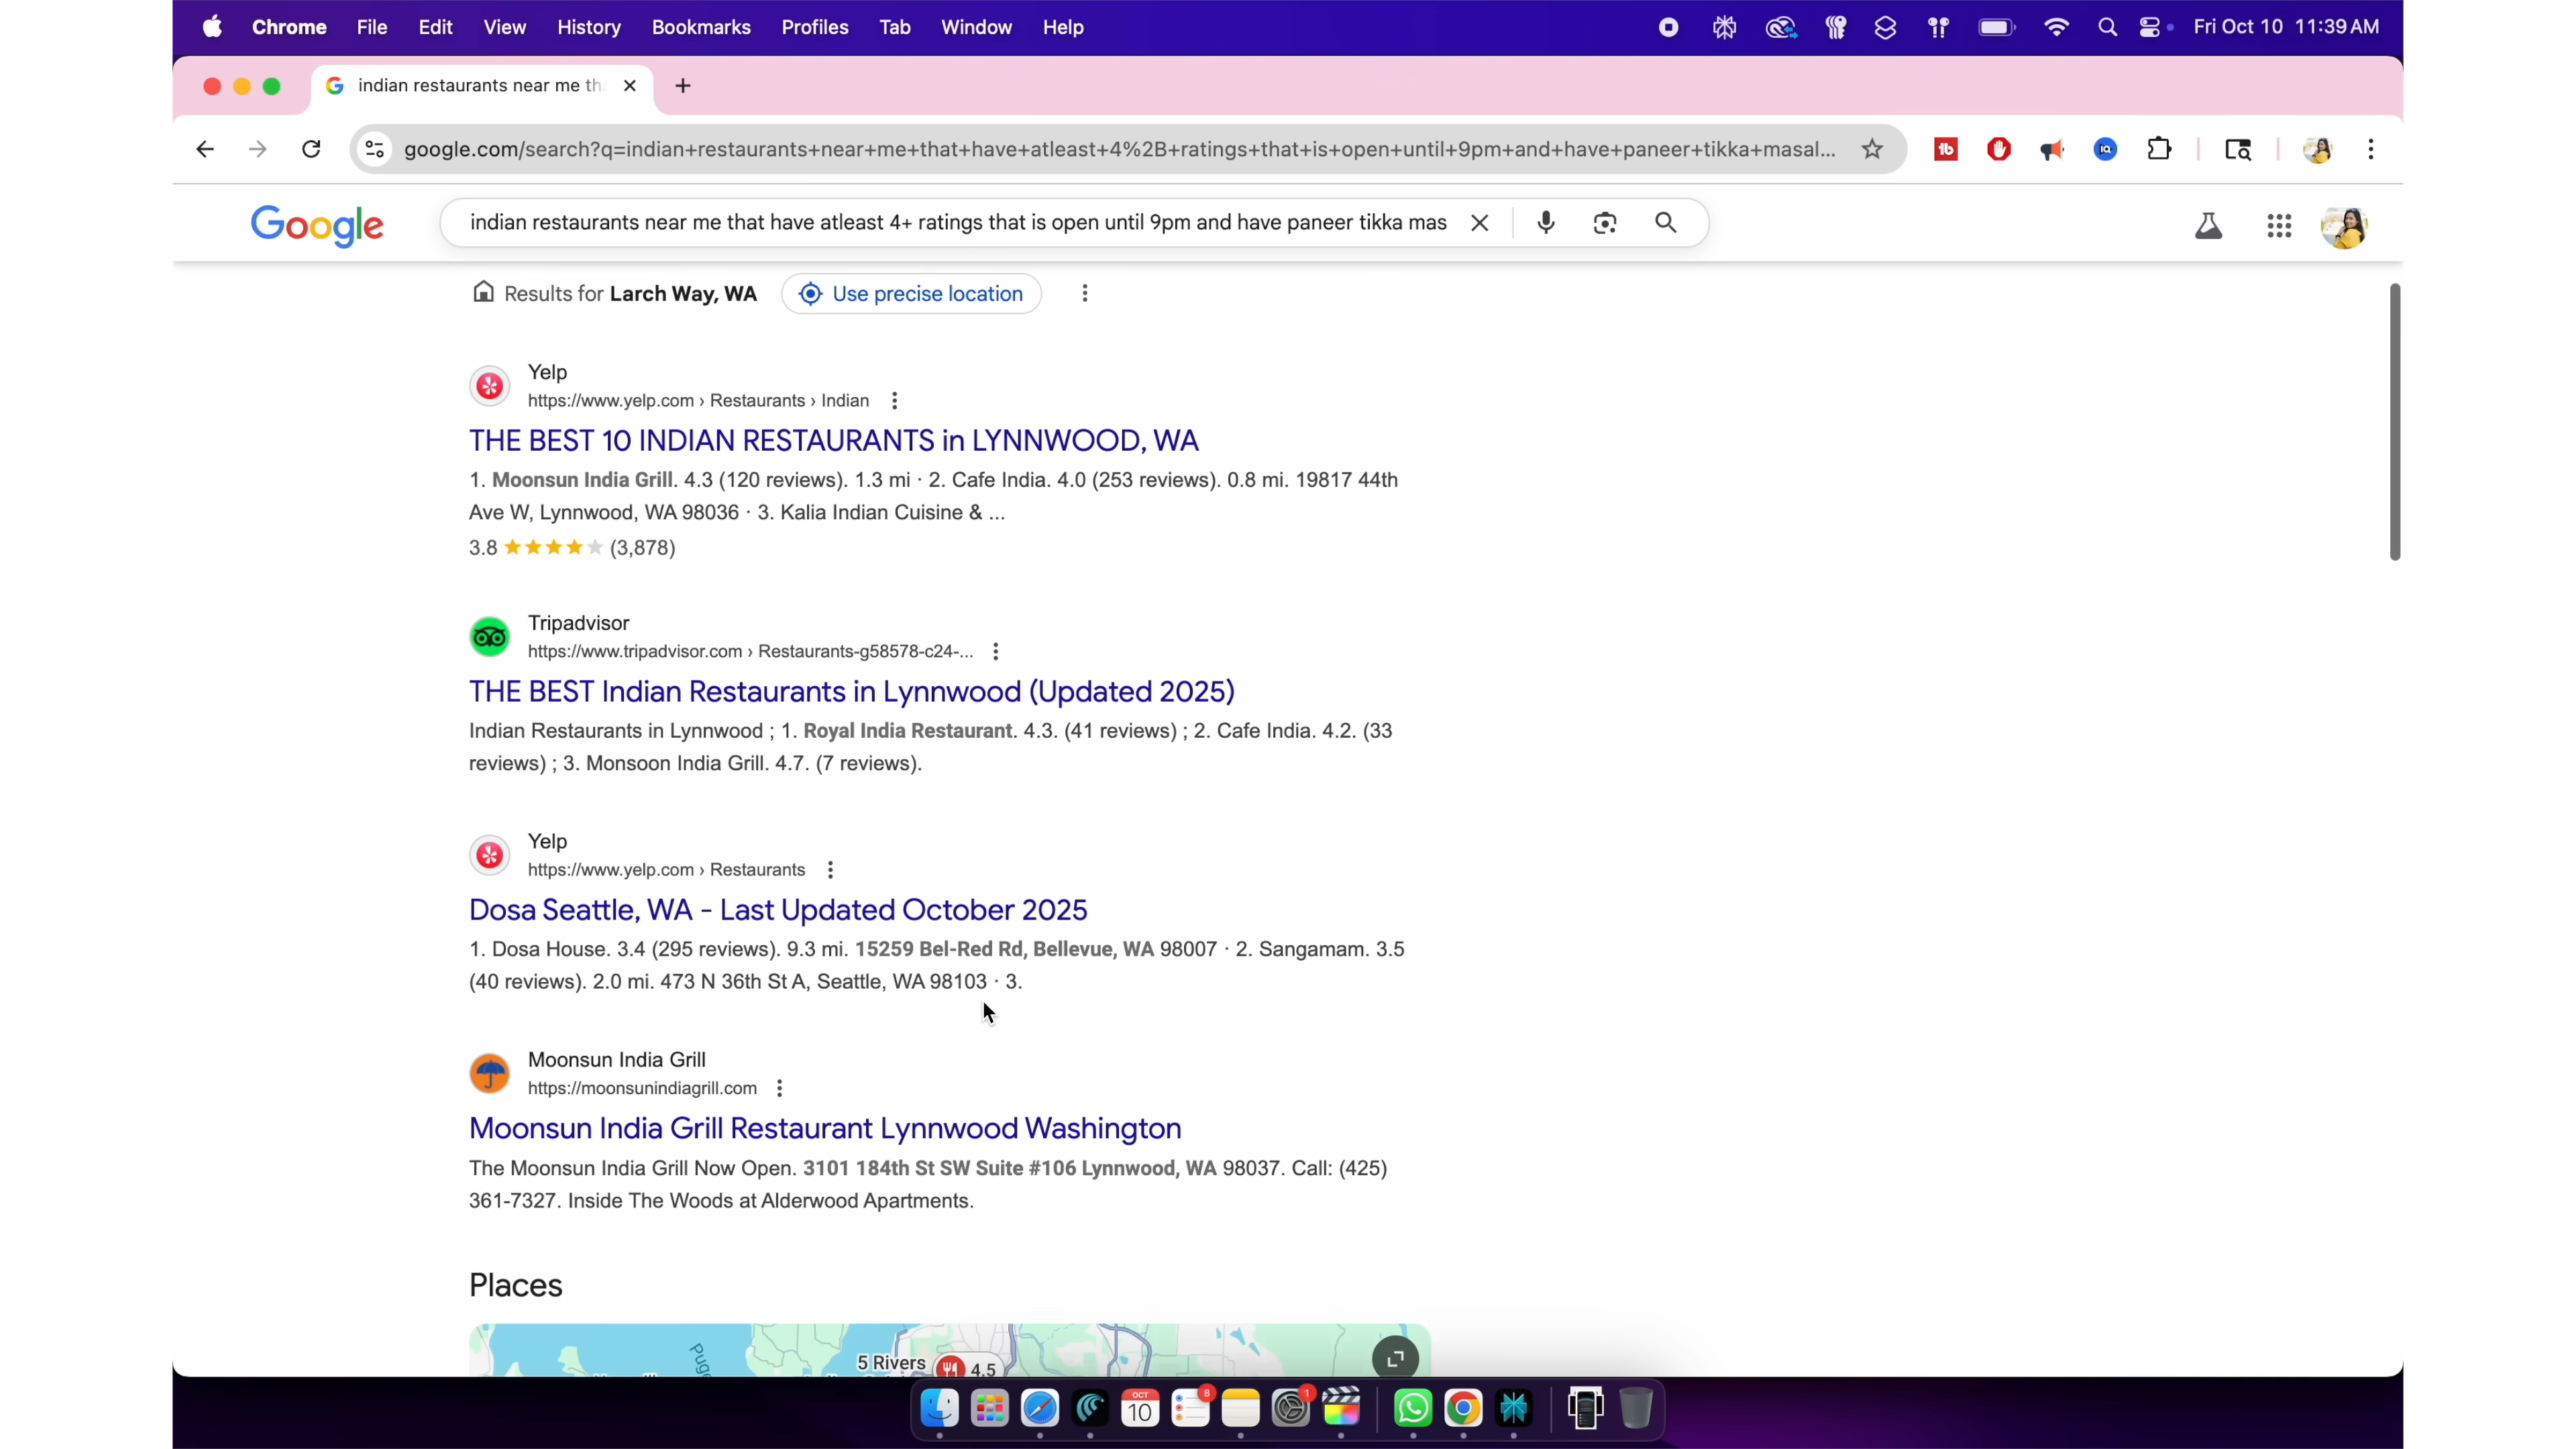 Chrome File Edit View History Bookmarks Profiles Tab Window Help Fri Oct 10 11:39 AM
indian restaurants near me th
google.com/search?q=indian+restaurants+near+me+that+have+atleast+4%2B+ratings+that+is+open+until+9pm+and+have+paneer+tikka+masal...
Google indian restaurants near me that have atleast 4+ ratings that is open until 9pm and have paneer tikka mas
Results for Larch Way, WA Use precise location
Yelp
https://www.yelp.com › Restaurants › Indian
THE BEST 10 INDIAN RESTAURANTS in LYNNWOOD, WA
1. Moonsun India Grill. 4.3 (120 reviews). 1.3 mi · 2. Cafe India. 4.0 (253 reviews). 0.8 mi. 19817 44th
Ave W, Lynnwood, WA 98036 · 3. Kalia Indian Cuisine & ...
3.8 (3,878)
Tripadvisor
https://www.tripadvisor.com › Restaurants-g58578-c24-...
THE BEST Indian Restaurants in Lynnwood (Updated 2025)
Indian Restaurants in Lynnwood ; 1. Royal India Restaurant. 4.3. (41 reviews) ; 2. Cafe India. 4.2. (33
reviews) ; 3. Monsoon India Grill. 4.7. (7 reviews).
Yelp
https://www.yelp.com › Restaurants
Dosa Seattle, WA - Last Updated October 2025
1. Dosa House. 3.4 (295 reviews). 9.3 mi. 15259 Bel-Red Rd, Bellevue, WA 98007 · 2. Sangamam. 3.5
(40 reviews). 2.0 mi. 473 N 36th St A, Seattle, WA 98103 · 3.
Moonsun India Grill
https://moonsunindiagrill.com
Moonsun India Grill Restaurant Lynnwood Washington
The Moonsun India Grill Now Open. 3101 184th St SW Suite #106 Lynnwood, WA 98037. Call: (425)
361-7327. Inside The Woods at Alderwood Apartments.
Places
Pug
5 Rivers 4.5
OCT
10
8
1